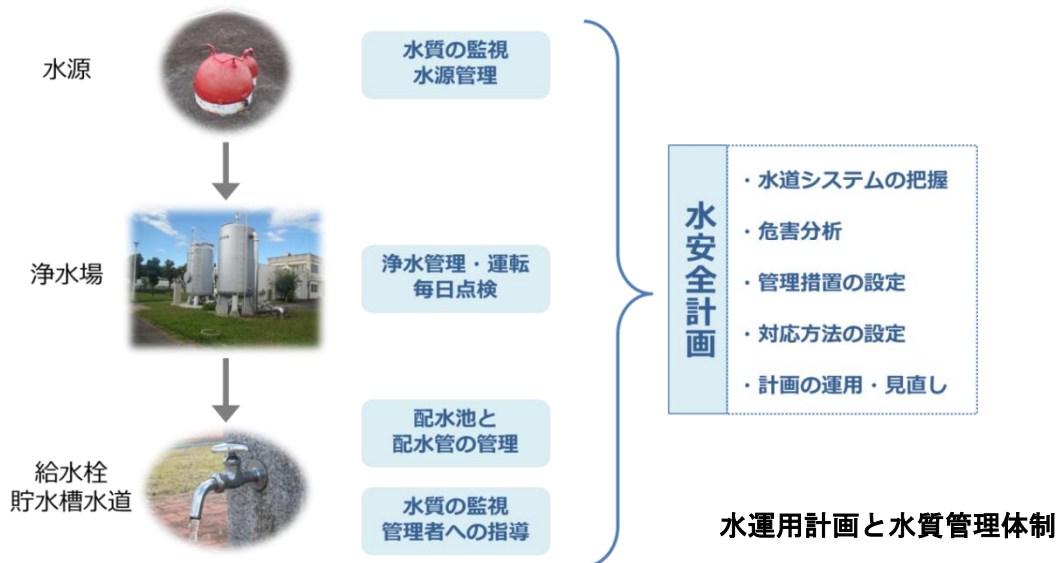 水源
水質の監視
水源管理
浄水場
浄水管理・運転
毎日点検
配水池と
配水管の管理
給水栓
貯水槽水道
水質の監視
管理者への指導
水安全計画
・水道システムの把握
・危害分析
・管理措置の設定
・対応方法の設定
・計画の運用・見直し
水運用計画と水質管理体制